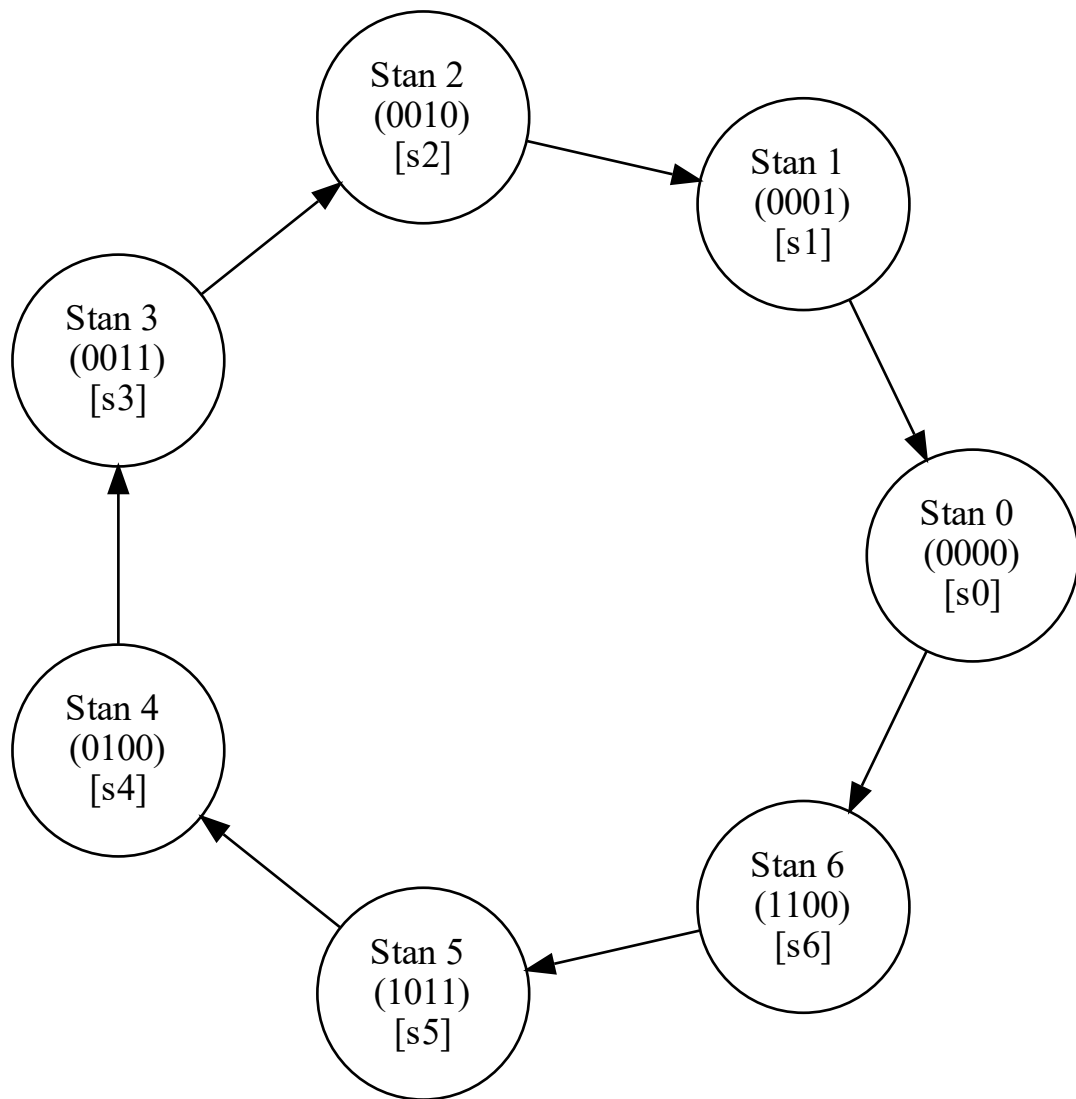 Stan 2
(0010)
[s2]
Stan 1
(0001)
[s1]
Stan 3
(0011)
[s3]
Stan 0
(0000)
[s0]
Stan 4
(0100)
[s4]
Stan 6
(1100)
[s6]
Stan 5
(1011)
[s5]